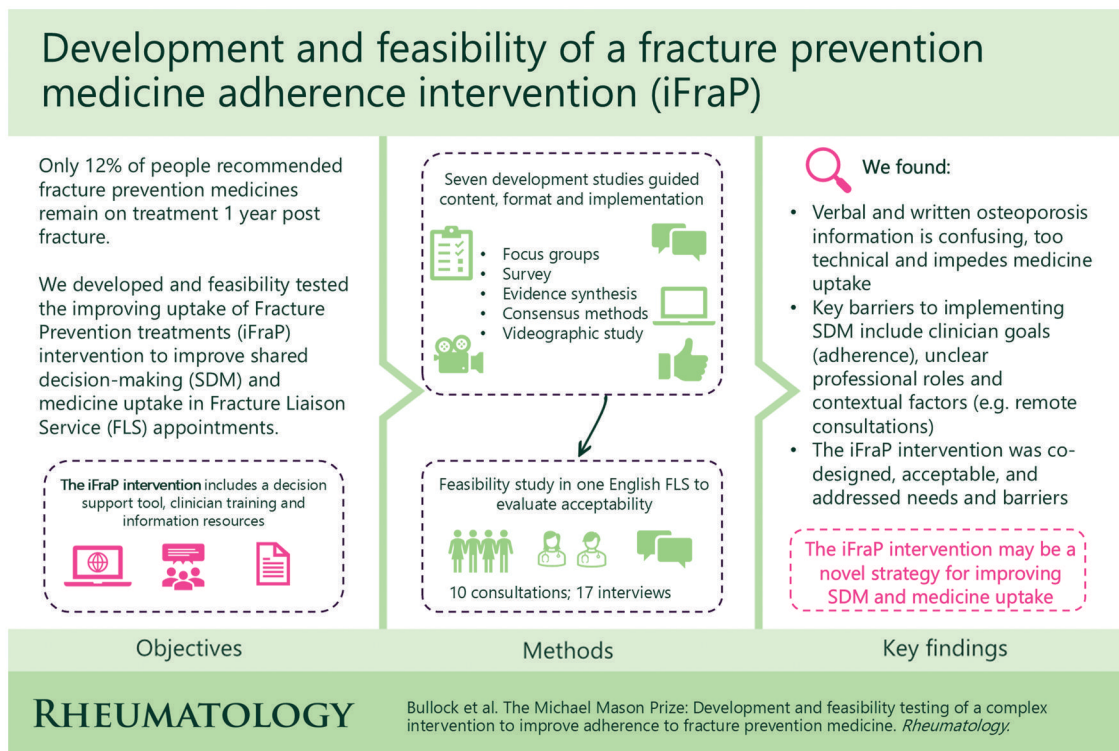 Development and feasibility of a fracture prevention
medicine adherence intervention (iFraP)
Only 12% of people recommended
fracture prevention medicines
remain on treatment 1 year post
fracture.
We developed and feasibility tested
the improving uptake of Fracture
Prevention treatments (iFraP)
intervention to improve shared
decision-making (SDM) and
medicine uptake in Fracture Liaison
Service (FLS) appointments.
The iFraP intervention includes a decision
support tool, clinician training and
information resources
Objectives
Seven development studies guided
content, format and implementation
• Focus groups
• Survey
• Evidence synthesis
• Consensus methods
• Videographic study
Feasibility study in one English FLS to
evaluate acceptability
10 consultations; 17 interviews
Methods
We found:
• Verbal and written osteoporosis
information is confusing, too
technical and impedes medicine
uptake
• Key barriers to implementing
SDM include clinician goals
(adherence), unclear
professional roles and
contextual factors (e.g. remote
consultations)
• The iFraP intervention was co-
designed, acceptable, and
addressed needs and barriers
The iFraP intervention may be a
novel strategy for improving
SDM and medicine uptake
Key findings
RHEUMATOLOGY
Bullock et al. The Michael Mason Prize: Development and feasibility testing of a complex
intervention to improve adherence to fracture prevention medicine. Rheumatology.